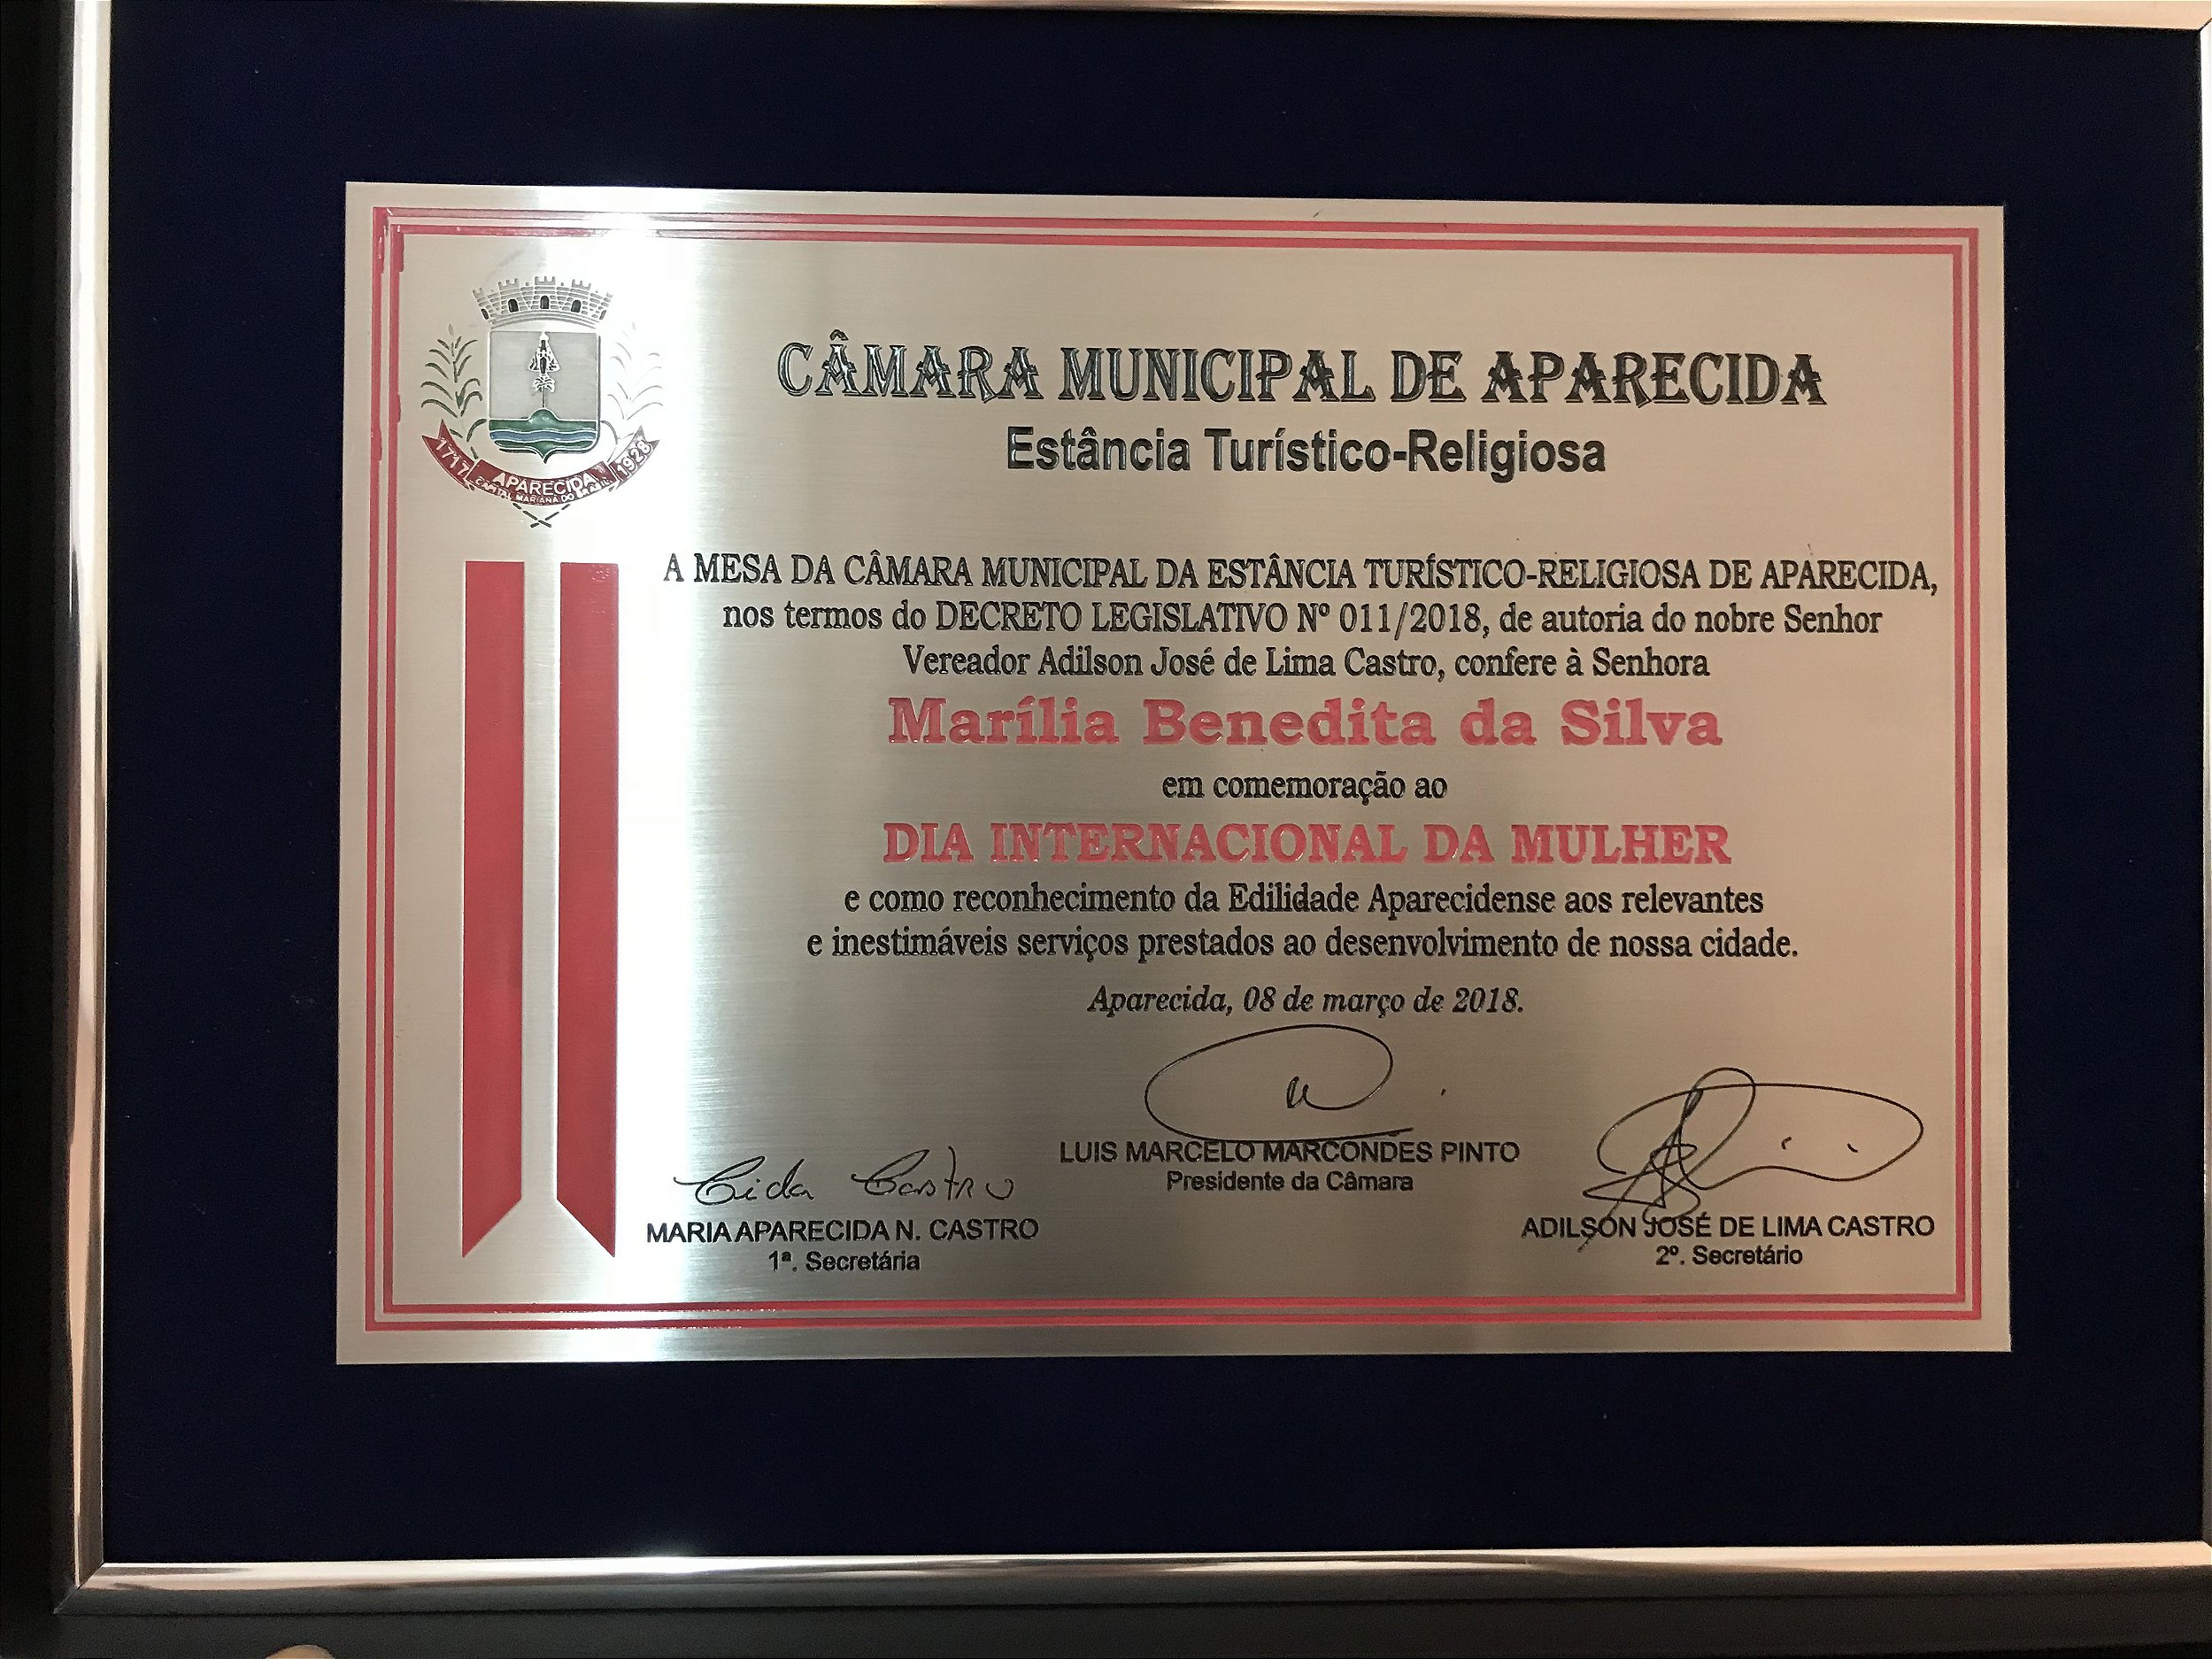 CÂMARA MUNICIPAL DE APARECIDA
Estância Turístico-Religiosa
1717 APARECIDA 1928
CAPITAL MARIANA DO BRASIL
A MESA DA CÂMARA MUNICIPAL DA ESTÂNCIA TURÍSTICO-RELIGIOSA DE APARECIDA,
nos termos do DECRETO LEGISLATIVO Nº 011/2018, de autoria do nobre Senhor
Vereador Adilson José de Lima Castro, confere à Senhora
Marília Benedita da Silva
em comemoração ao
DIA INTERNACIONAL DA MULHER
e como reconhecimento da Edilidade Aparecidense aos relevantes
e inestimáveis serviços prestados ao desenvolvimento de nossa cidade.
Aparecida, 08 de março de 2018.
Cida Castro
MARIA APARECIDA N. CASTRO
1ª. Secretária
LUIS MARCELO MARCONDES PINTO
Presidente da Câmara
ADILSON JOSÉ DE LIMA CASTRO
2º. Secretário